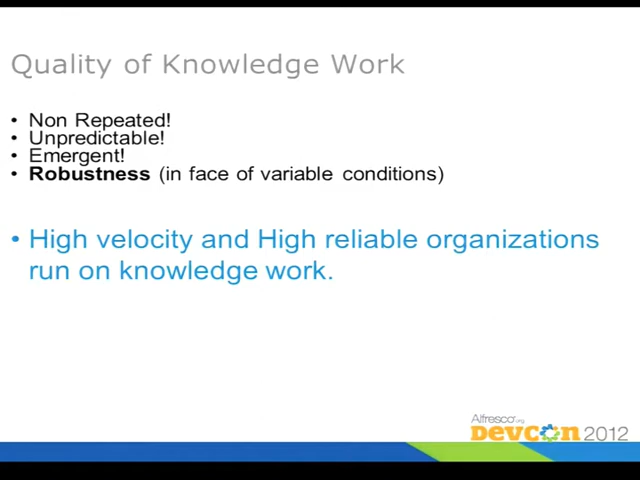 Quality of Knowledge Work
• Non Repeated!
• Unpredictable!
• Emergent!
• Robustness (in face of variable conditions)
• High velocity and High reliable organizations
run on knowledge work.
Alfresco.org
DEVCON 2012